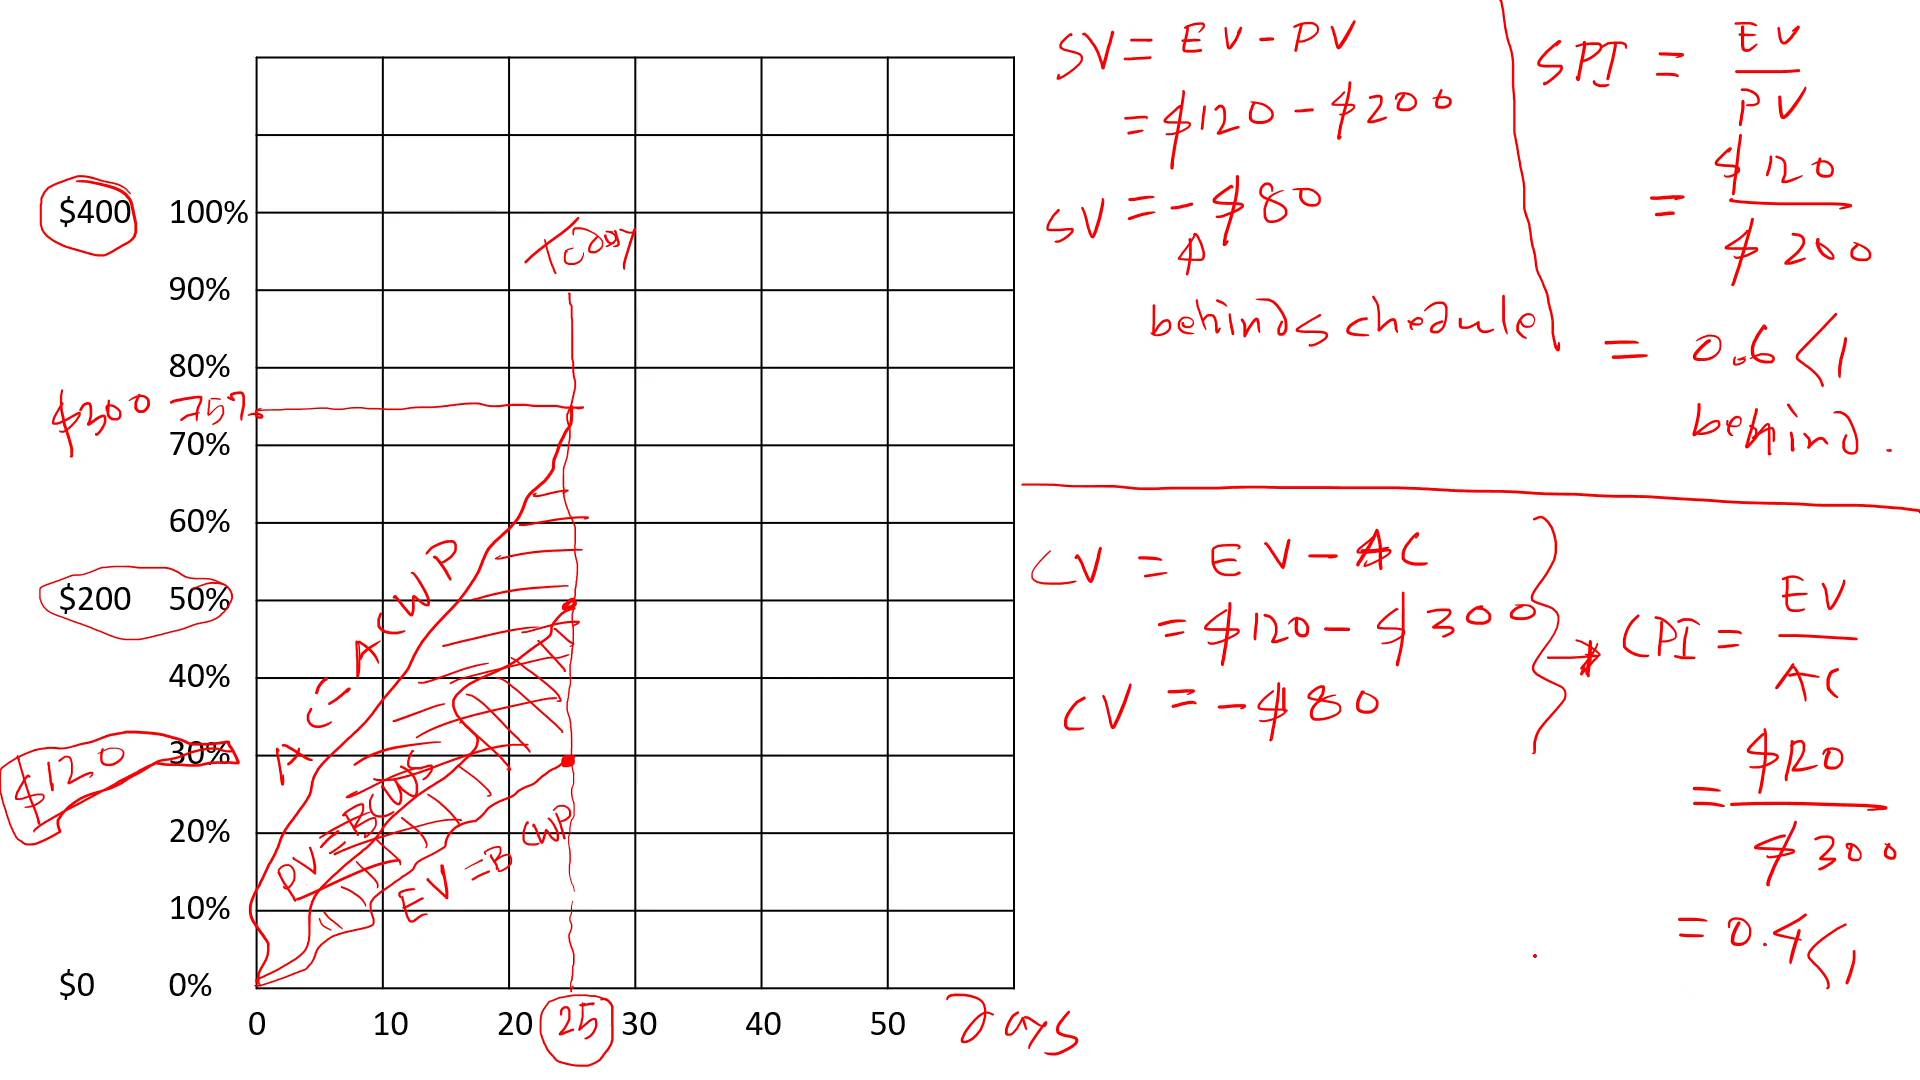 $400 100%
Today
90%
80%
$300 75%
70%
60%
$200 50%
40%
$120 30%
20%
10%
$0 0%
AC = ACWP
PV = BCWS
EV = BCWP
0 10 20 25 30 40 50 Days
SV = EV - PV
= $120 - $200
SV = - $80
behind schedule
SPI = EV
PV
= $120
$200
= 0.6 < 1
behind.
CV = EV - AC
= $120 - $300
CV = - $80
CPI = EV
AC
= $120
$300
= 0.4 < 1